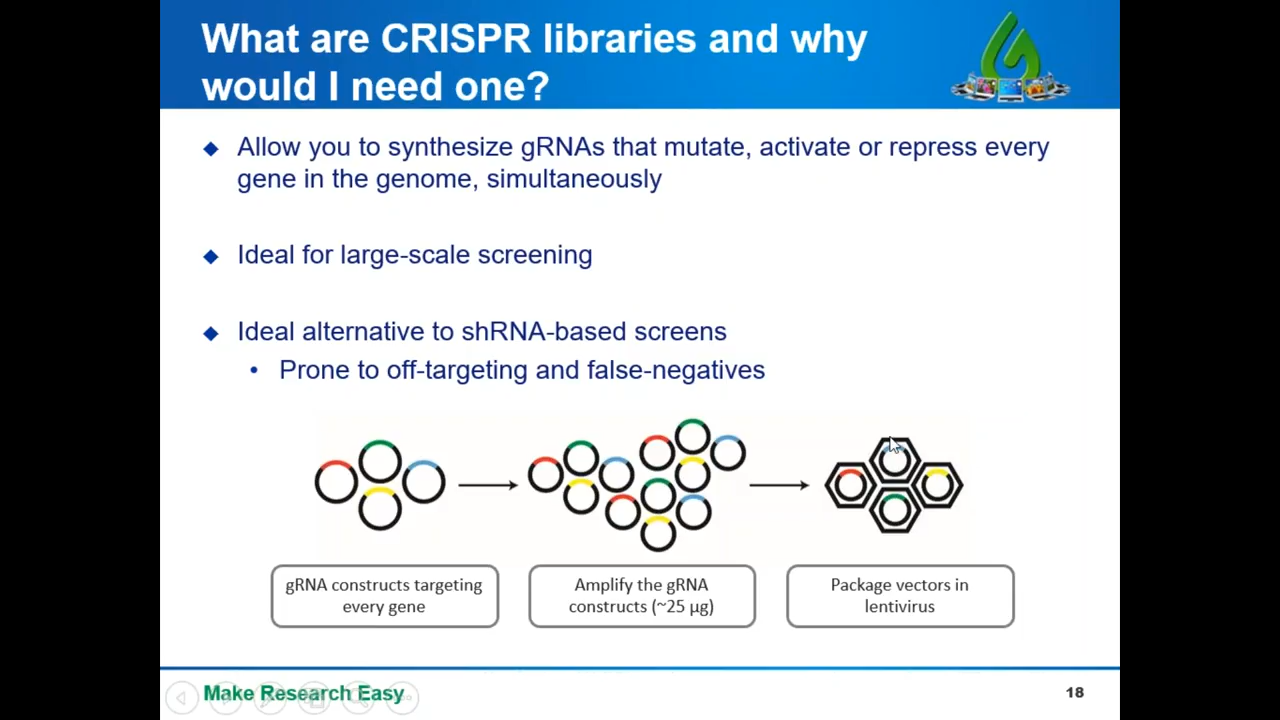 What are CRISPR libraries and why
would I need one?
◆ Allow you to synthesize gRNAs that mutate, activate or repress every
gene in the genome, simultaneously
◆ Ideal for large-scale screening
◆ Ideal alternative to shRNA-based screens
• Prone to off-targeting and false-negatives
gRNA constructs targeting
every gene
Amplify the gRNA
constructs (~25 µg)
Package vectors in
lentivirus
Make Research Easy
18